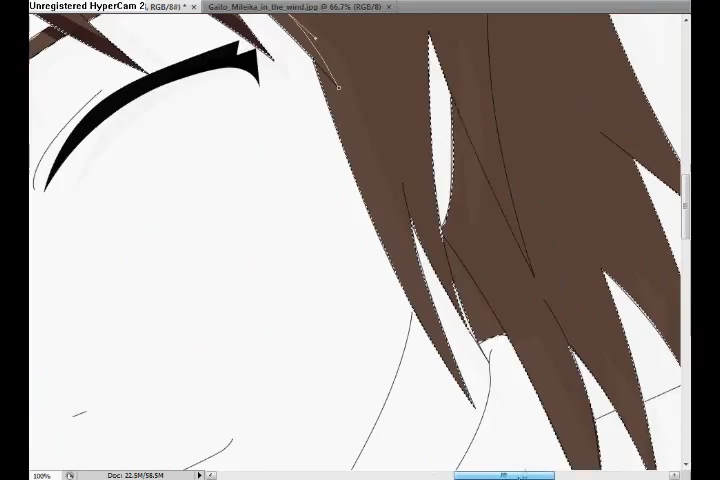 Unregistered HyperCam 2, RGB/8#) * ×
Gaito_Mileika_in_the_wind.jpg @ 66.7% (RGB/8) ×
100%
Doc: 22.5M/58.5M